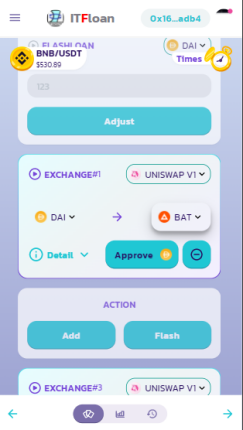 ITFloan
0x16...adb4
FLASHLOAN
DAI
BNB/USDT
$530.89
Times
123
Adjust
EXCHANGE#1
UNISWAP V1
DAI
BAT
Detail
Approve
ACTION
Add
Flash
EXCHANGE#3
UNISWAP V1